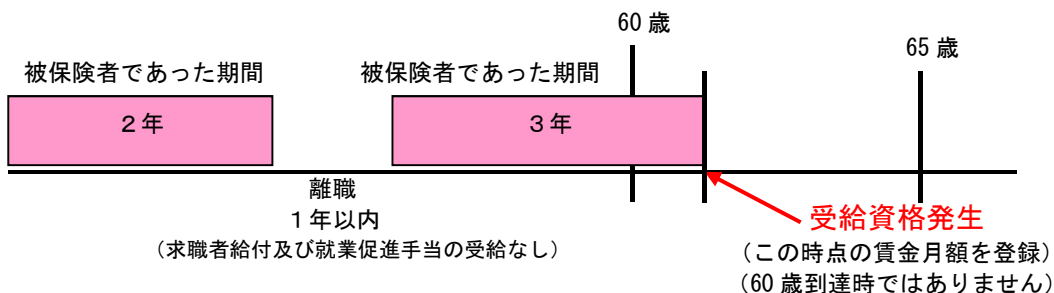 60 歳
65 歳
被保険者であった期間
被保険者であった期間
２年
３年
離職
１年以内
（求職者給付及び就業促進手当の受給なし）
受給資格発生
（この時点の賃金月額を登録）
（60 歳到達時ではありません）